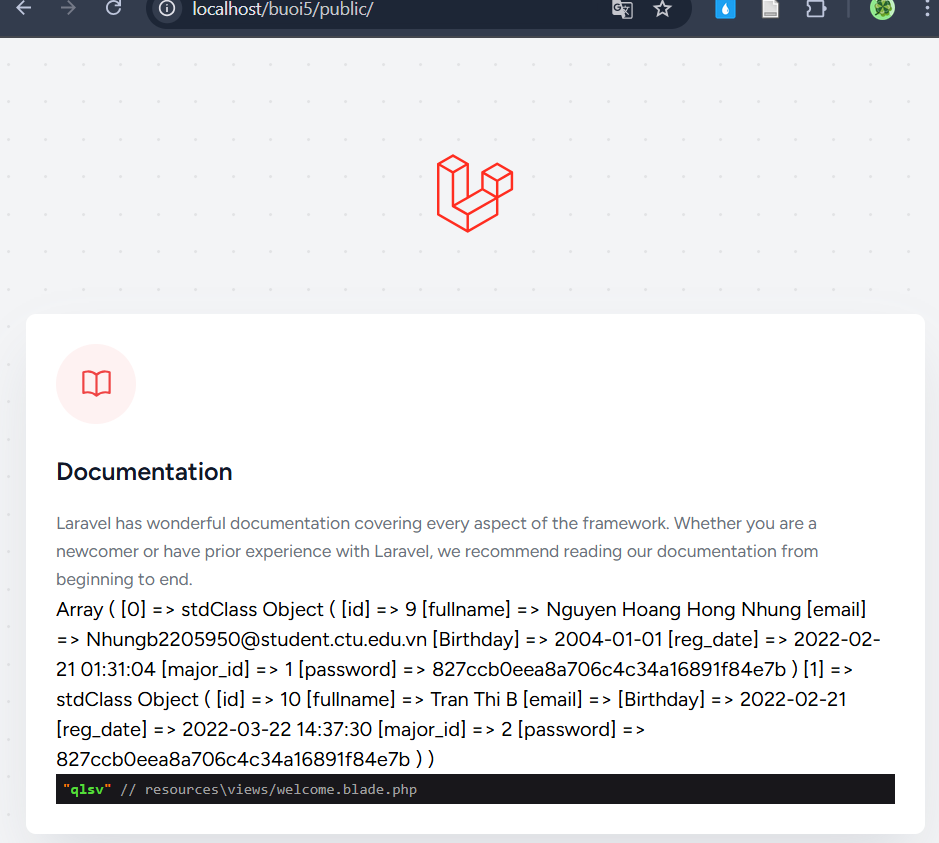 localhost/buoi5/public/
Documentation
Laravel has wonderful documentation covering every aspect of the framework. Whether you are a
newcomer or have prior experience with Laravel, we recommend reading our documentation from
beginning to end.
Array ( [0] => stdClass Object ( [id] => 9 [fullname] => Nguyen Hoang Hong Nhung [email]
=> Nhungb2205950@student.ctu.edu.vn [Birthday] => 2004-01-01 [reg_date] => 2022-02-
21 01:31:04 [major_id] => 1 [password] => 827ccb0eea8a706c4c34a16891f84e7b ) [1] =>
stdClass Object ( [id] => 10 [fullname] => Tran Thi B [email] => [Birthday] => 2022-02-21
[reg_date] => 2022-03-22 14:37:30 [major_id] => 2 [password] =>
827ccb0eea8a706c4c34a16891f84e7b ) )
"qlsv" // resources\views/welcome.blade.php